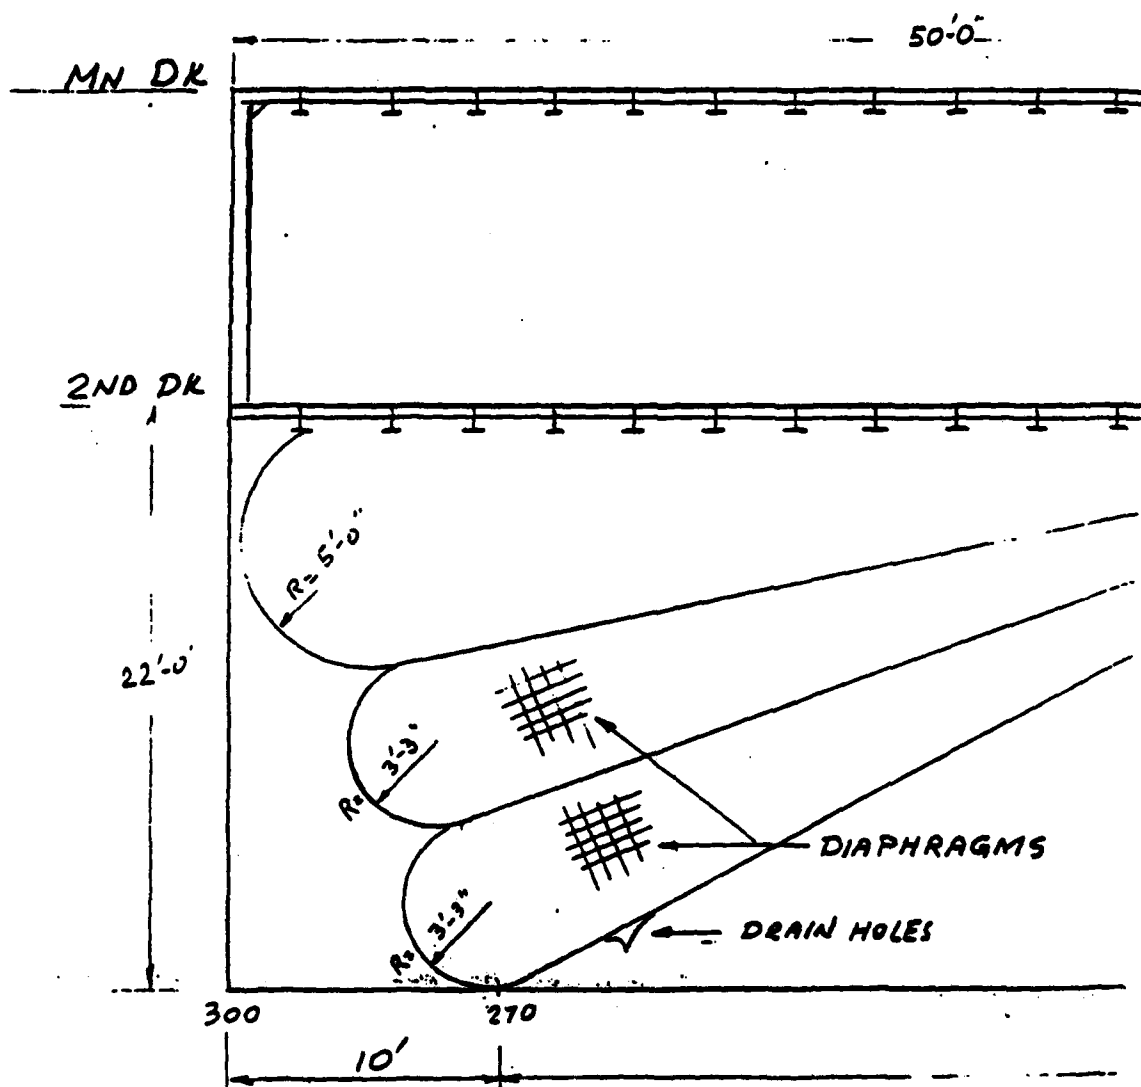 50'-0"
MN DK
2ND DK
R= 5'-0"
22'-0'
R= 3'-3"
DIAPHRAGMS
R= 3'-3"
DRAIN HOLES
300
270
10'